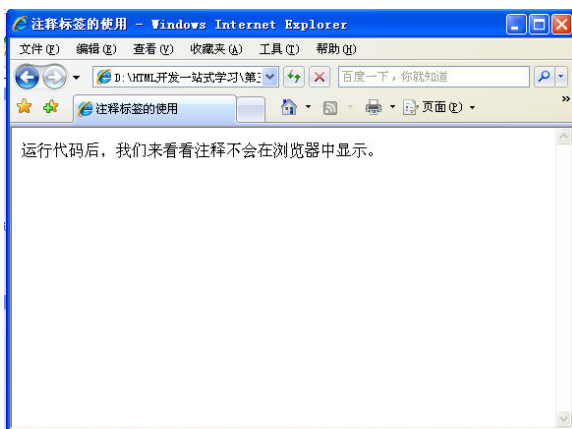 注释标签的使用 - Windows Internet Explorer
文件(F) 编辑(E) 查看(V) 收藏夹(A) 工具(T) 帮助(H)
D:\HTML开发一站式学习\第 百度一下，你就知道
注释标签的使用 页面(P) »
运行代码后，我们来看看注释不会在浏览器中显示。